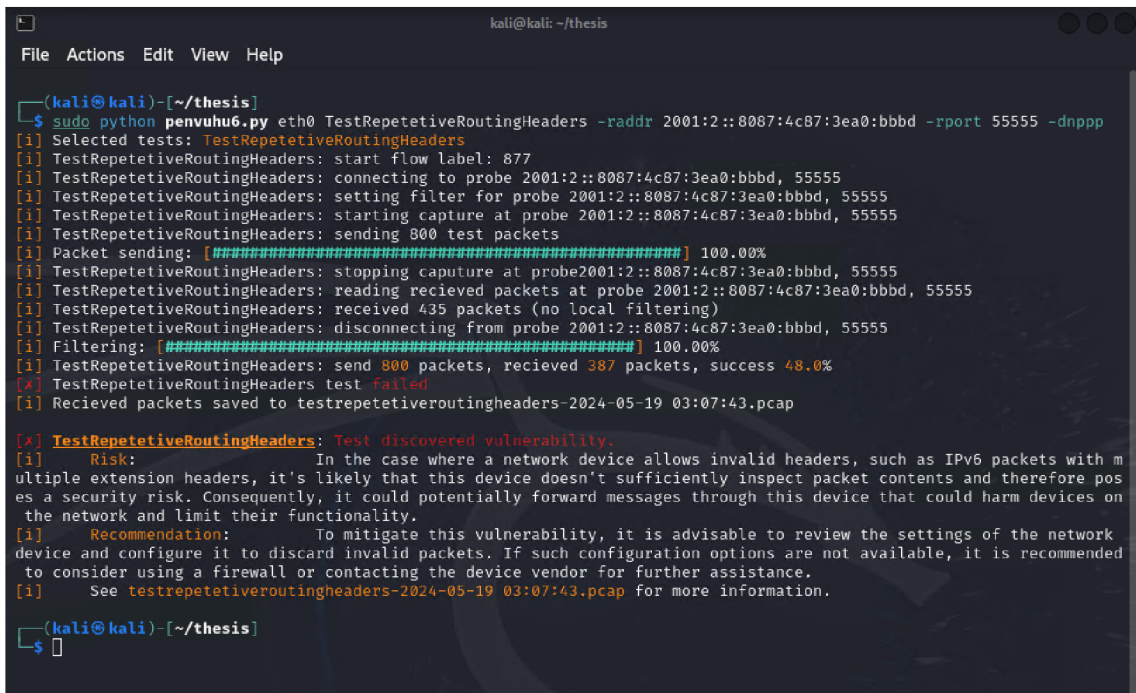 kali@kali: ~/thesis
File Actions Edit View Help
┌──(kali㉿kali)-[~/thesis]
└─$ sudo python penvuhu6.py eth0 TestRepetetiveRoutingHeaders -raddr 2001:2::8087:4c87:3ea0:bbbd -rport 55555 -dnppp
[i] Selected tests: TestRepetetiveRoutingHeaders
[i] TestRepetetiveRoutingHeaders: start flow label: 877
[i] TestRepetetiveRoutingHeaders: connecting to probe 2001:2::8087:4c87:3ea0:bbbd, 55555
[i] TestRepetetiveRoutingHeaders: setting filter for probe 2001:2::8087:4c87:3ea0:bbbd, 55555
[i] TestRepetetiveRoutingHeaders: starting capture at probe 2001:2::8087:4c87:3ea0:bbbd, 55555
[i] TestRepetetiveRoutingHeaders: sending 800 test packets
[i] Packet sending: [##################################################] 100.00%
[i] TestRepetetiveRoutingHeaders: stopping caputure at probe2001:2::8087:4c87:3ea0:bbbd, 55555
[i] TestRepetetiveRoutingHeaders: reading recieved packets at probe 2001:2::8087:4c87:3ea0:bbbd, 55555
[i] TestRepetetiveRoutingHeaders: received 435 packets (no local filtering)
[i] TestRepetetiveRoutingHeaders: disconnecting from probe 2001:2::8087:4c87:3ea0:bbbd, 55555
[i] Filtering: [##################################################] 100.00%
[i] TestRepetetiveRoutingHeaders: send 800 packets, recieved 387 packets, success 48.0%
[✗] TestRepetetiveRoutingHeaders test failed
[i] Recieved packets saved to testrepetetiveroutingheaders-2024-05-19 03:07:43.pcap
[✗] TestRepetetiveRoutingHeaders: Test discovered vulnerability.
[i] Risk: In the case where a network device allows invalid headers, such as IPv6 packets with m
ultiple extension headers, it's likely that this device doesn't sufficiently inspect packet contents and therefore pos
es a security risk. Consequently, it could potentially forward messages through this device that could harm devices on
the network and limit their functionality.
[i] Recommendation: To mitigate this vulnerability, it is advisable to review the settings of the network
device and configure it to discard invalid packets. If such configuration options are not available, it is recommended
to consider using a firewall or contacting the device vendor for further assistance.
[i] See testrepetetiveroutingheaders-2024-05-19 03:07:43.pcap for more information.
┌──(kali㉿kali)-[~/thesis]
└─$